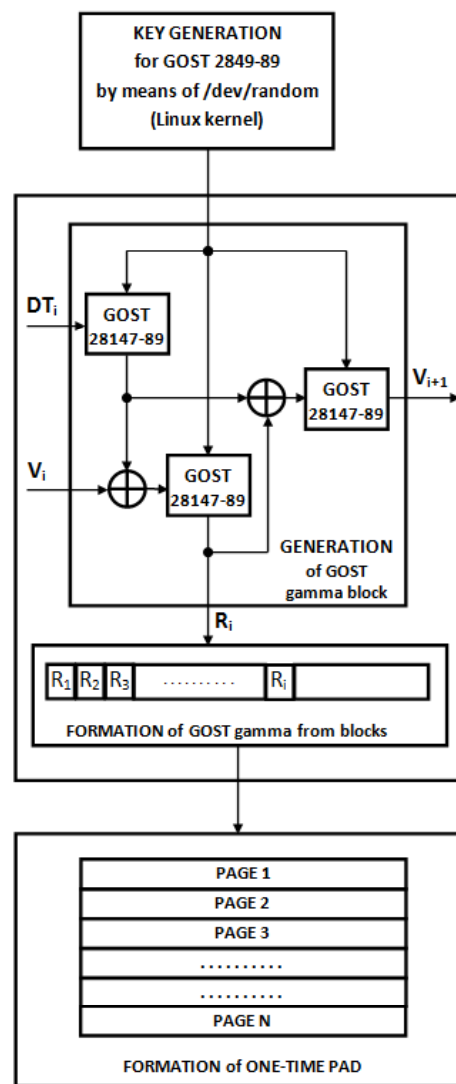 KEY GENERATION
for GOST 2849-89
by means of /dev/random
(Linux kernel)
DTi
GOST
28147-89
GOST
28147-89
Vi+1
Vi
GOST
28147-89
GENERATION
of GOST
gamma block
Ri
R1 R2 R3 .......... Ri
FORMATION of GOST gamma from blocks
PAGE 1
PAGE 2
PAGE 3
..........
..........
PAGE N
FORMATION of ONE-TIME PAD